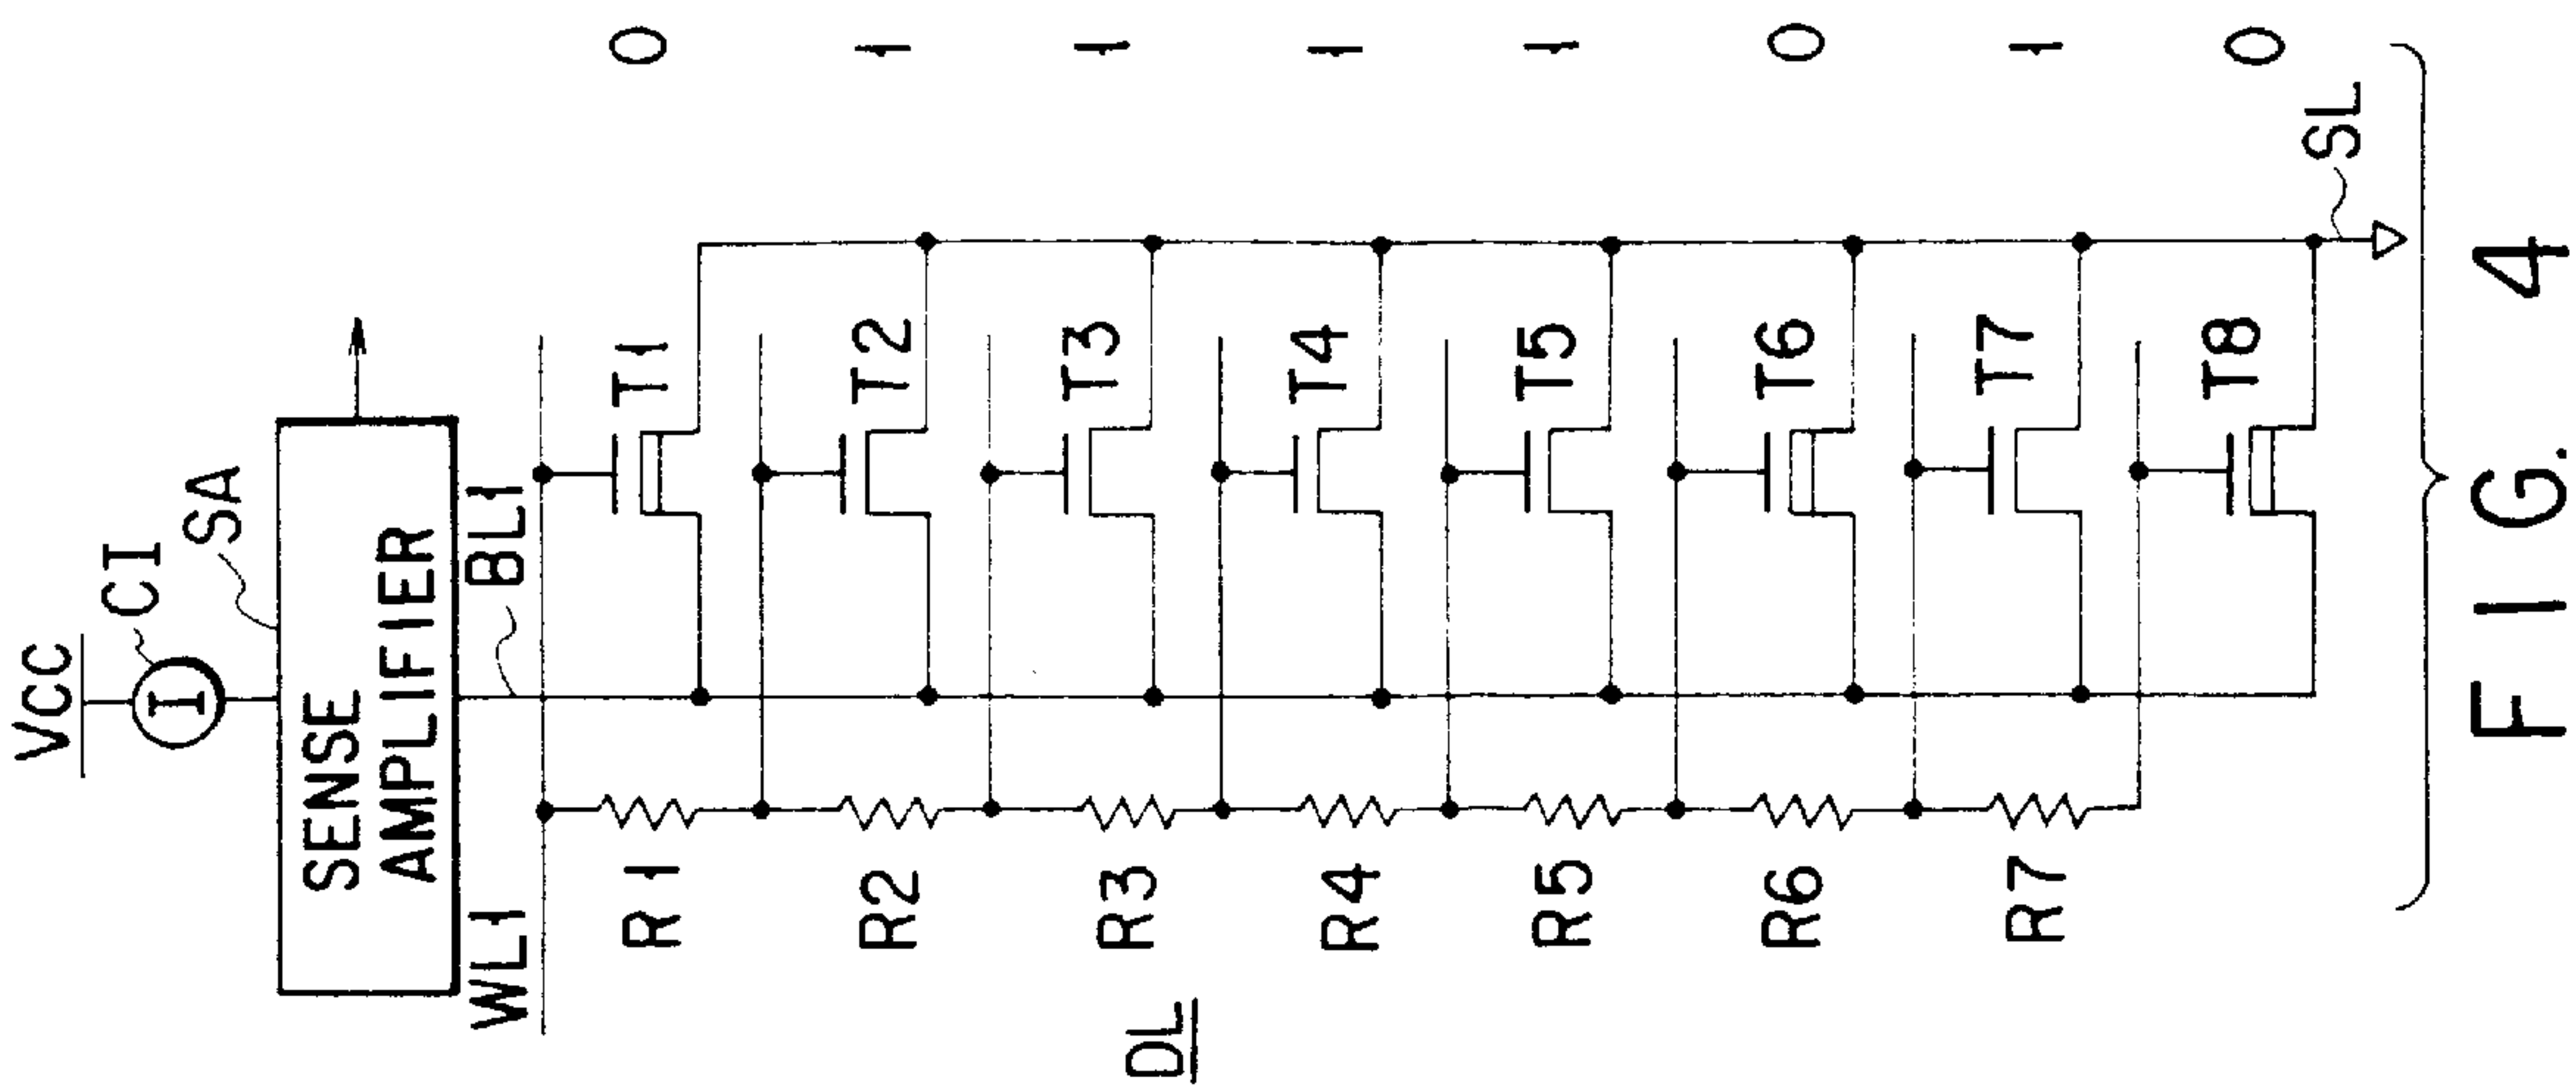 VCC
I
CI
SA
SENSE
AMPLIFIER
WL1
BL1
DL
R1
T1
0
R2
T2
1
R3
T3
1
R4
T4
1
R5
T5
1
R6
T6
0
R7
T7
1
T8
0
SL
FIG. 4